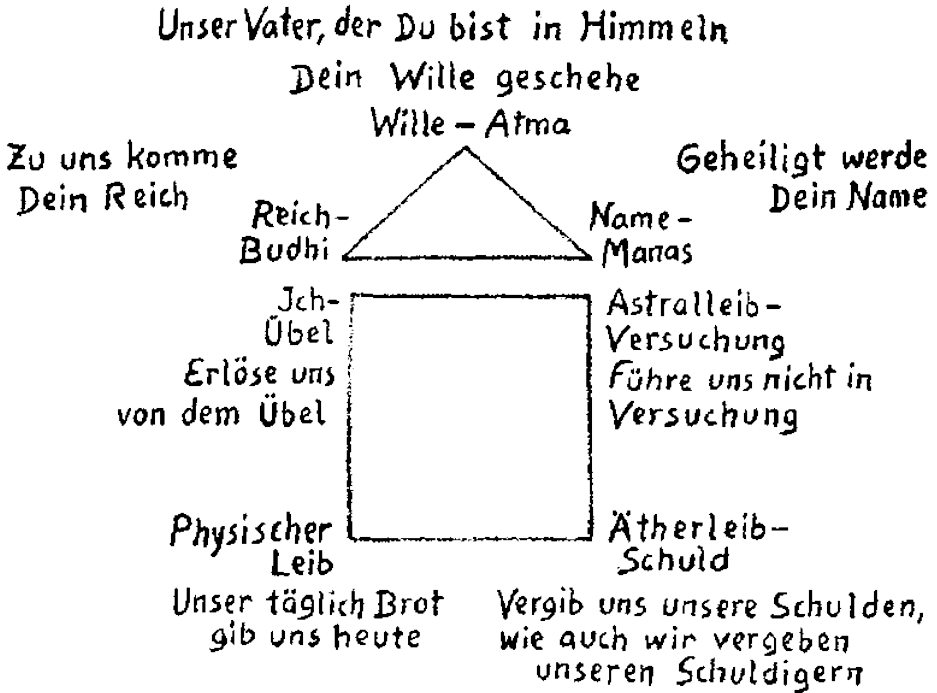 Unser Vater, der Du bist in Himmeln
Dein Wille geschehe
Wille – Atma
Zu uns komme
Dein Reich
Geheiligt werde
Dein Name
Reich-
Budhi
Name-
Manas
Jch-
Übel
Erlöse uns
von dem Übel
Astralleib-
Versuchung
Führe uns nicht in
Versuchung
Physischer
Leib
Unser täglich Brot
gib uns heute
Ätherleib-
Schuld
Vergib uns unsere Schulden,
wie auch wir vergeben
unseren Schuldigern